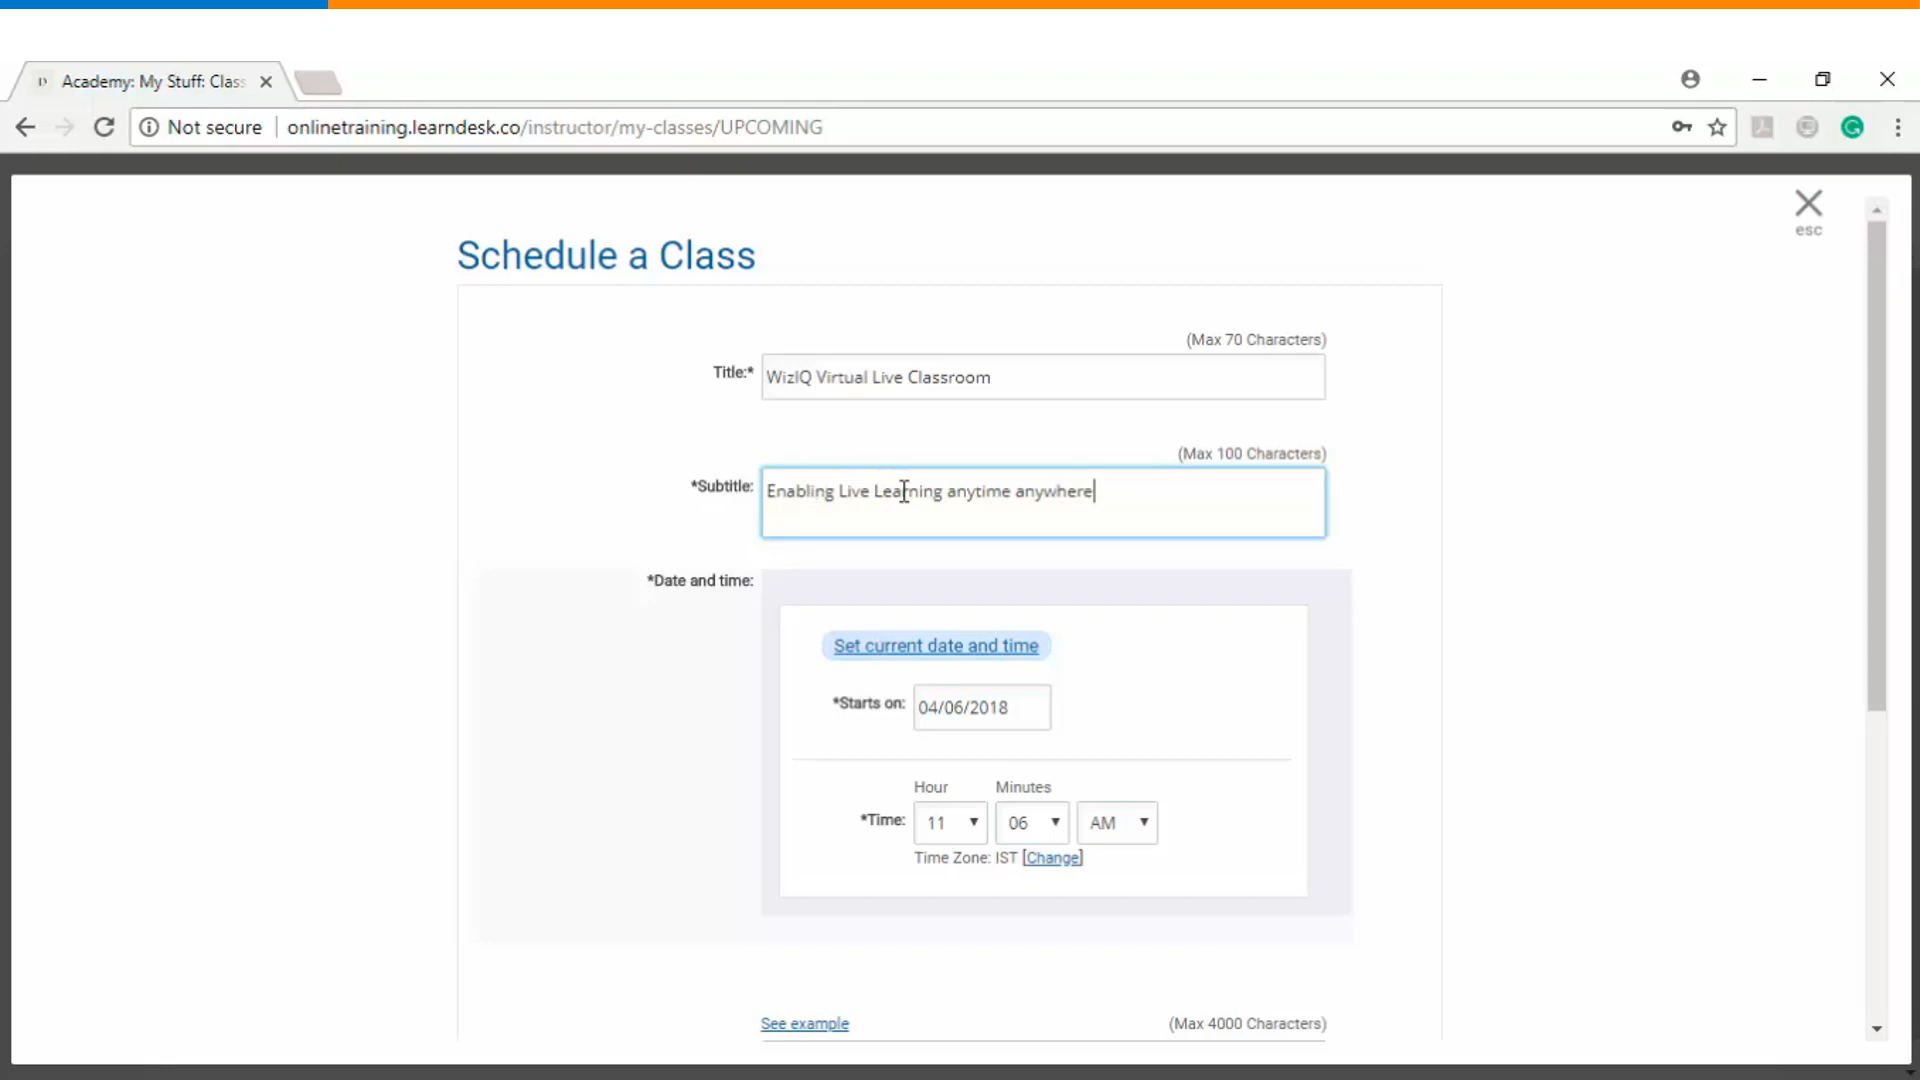 Academy: My Stuff: Class
Not secure
onlinetraining.learndesk.co/instructor/my-classes/UPCOMING
esc
Schedule a Class
(Max 70 Characters)
Title:* WizIQ Virtual Live Classroom
(Max 100 Characters)
*Subtitle: Enabling Live Learning anytime anywhere
*Date and time:
Set current date and time
*Starts on: 04/06/2018
Hour Minutes
*Time: 11 06 AM
Time Zone: IST [Change]
See example (Max 4000 Characters)